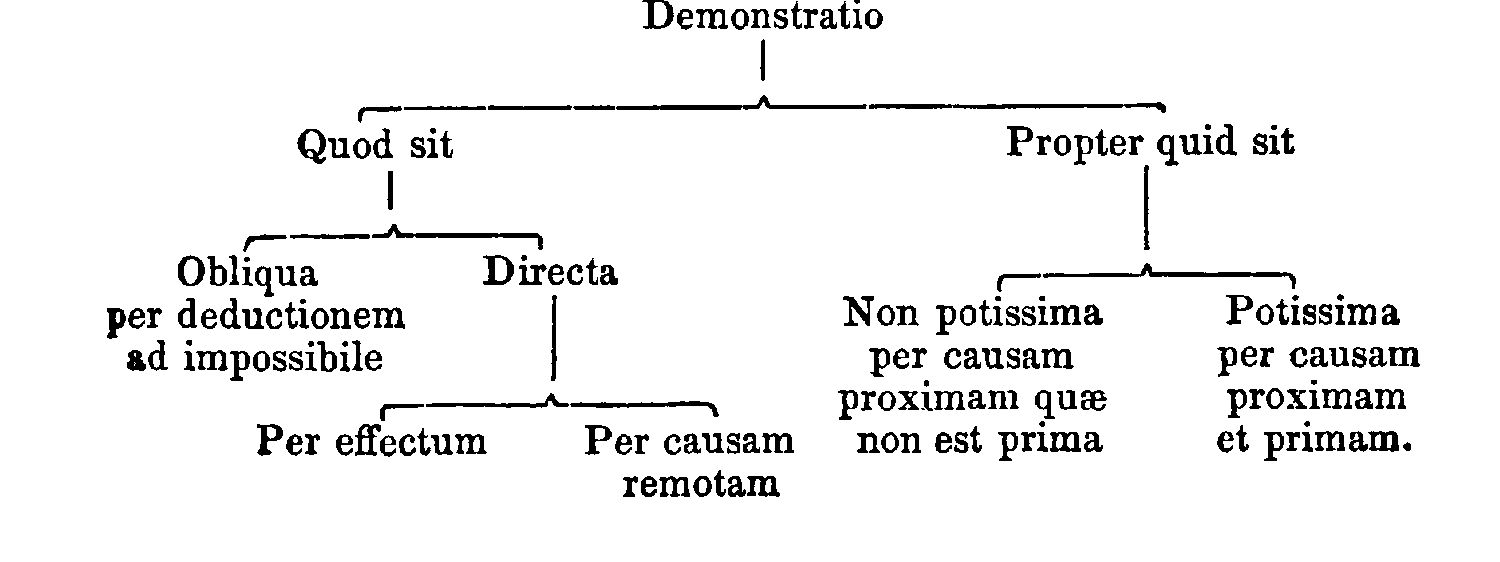 Demonstratio
Quod sit
Propter quid sit
Obliqua
per deductionem
ad impossibile
Directa
Per effectum
Per causam
remotam
Non potissima
per causam
proximam quæ
non est prima
Potissima
per causam
proximam
et primam.